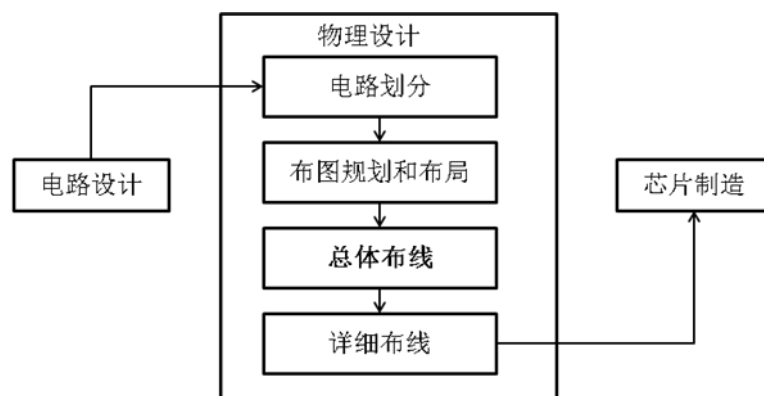 物理设计
电路划分
电路设计
布图规划和布局
芯片制造
总体布线
详细布线